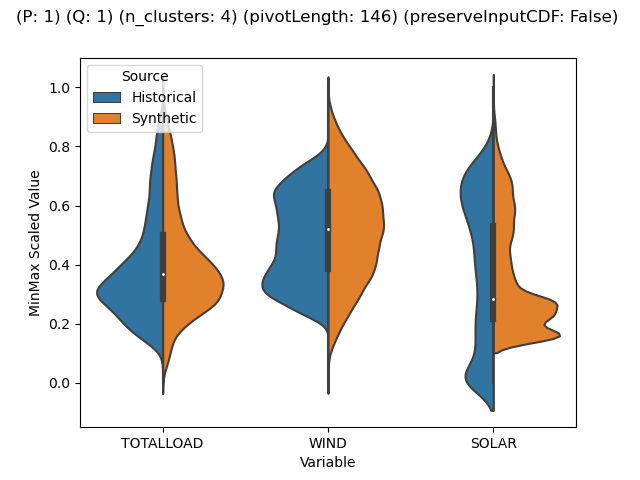 (P: 1) (Q: 1) (n_clusters: 4) (pivotLength: 146) (preserveInputCDF: False)
Source
Historical
Synthetic
MinMax Scaled Value
1.0
0.8
0.6
0.4
0.2
0.0
TOTALLOAD WIND SOLAR
Variable